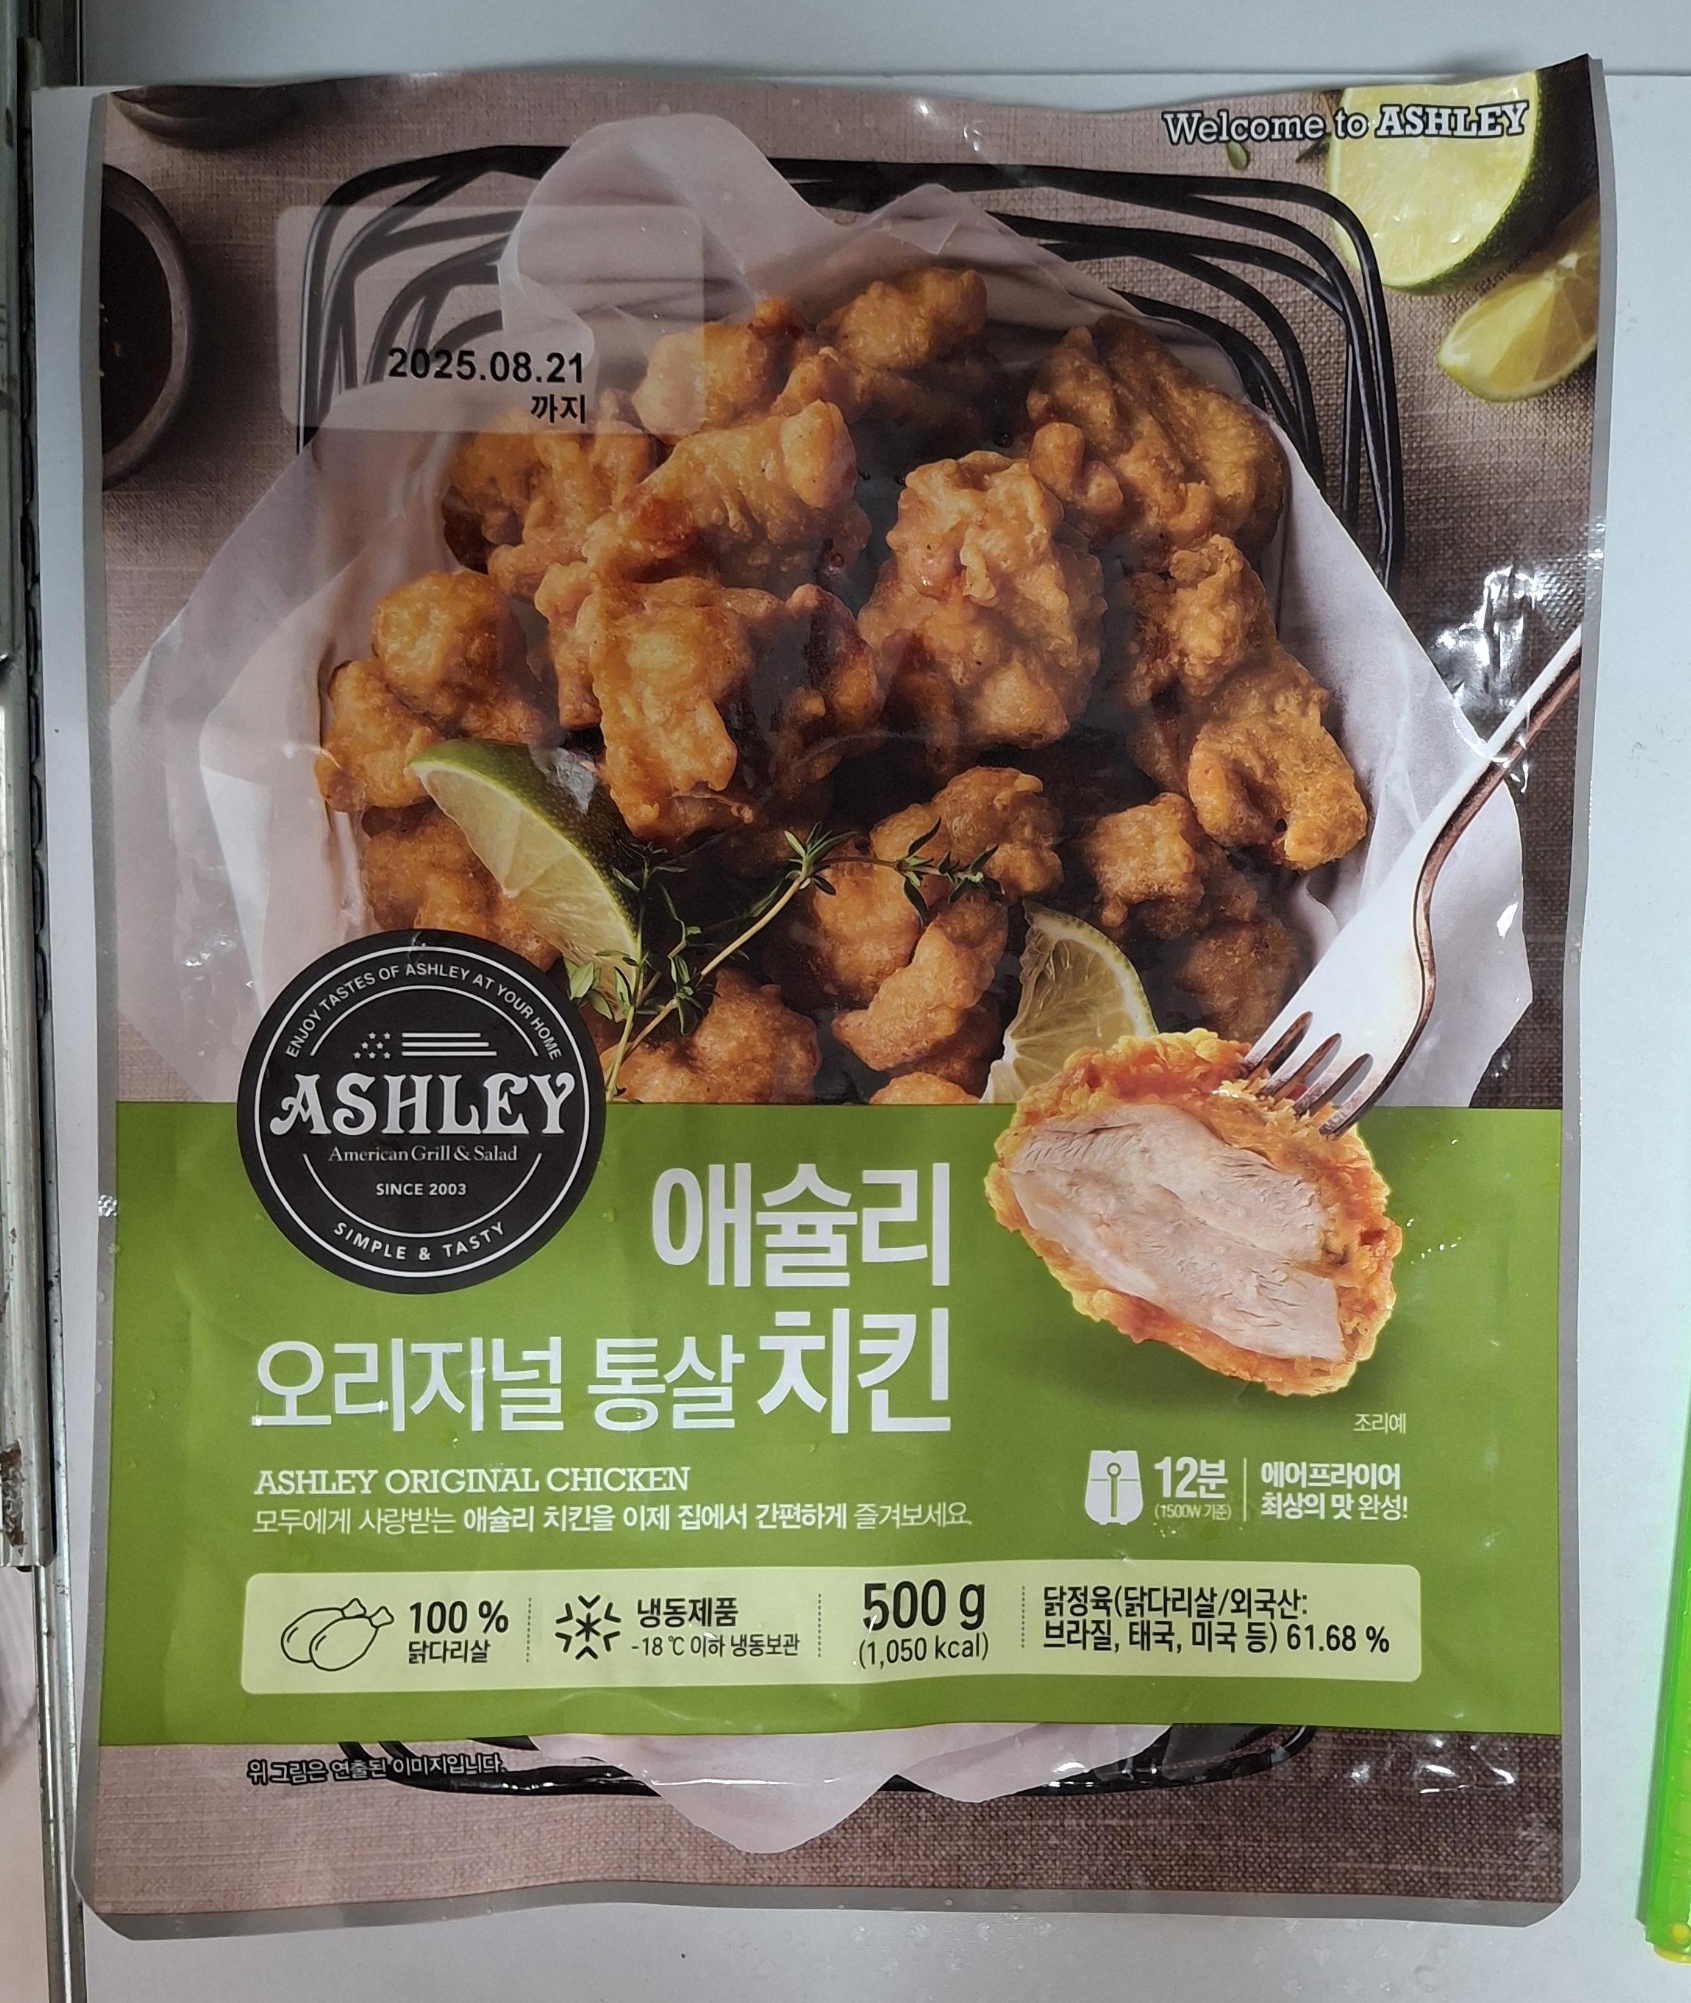 Welcome to ASHLEY
2025.08.21
까지
ENJOY TASTES OF ASHLEY AT YOUR HOME
ASHLEY
American Grill & Salad
SINCE 2003
SIMPLE & TASTY
애슐리
오리지널 통살 치킨
ASHLEY ORIGINAL CHICKEN
모두에게 사랑받는 애슐리 치킨을 이제 집에서 간편하게 즐겨보세요.
조리예
12분
(1500W 기준)
에어프라이어
최상의 맛 완성!
100 %
닭다리살
냉동제품
-18 ℃ 이하 냉동보관
500 g
(1,050 kcal)
닭정육(닭다리살/외국산:
브라질, 태국, 미국 등) 61.68 %
위 그림은 연출된 이미지입니다.